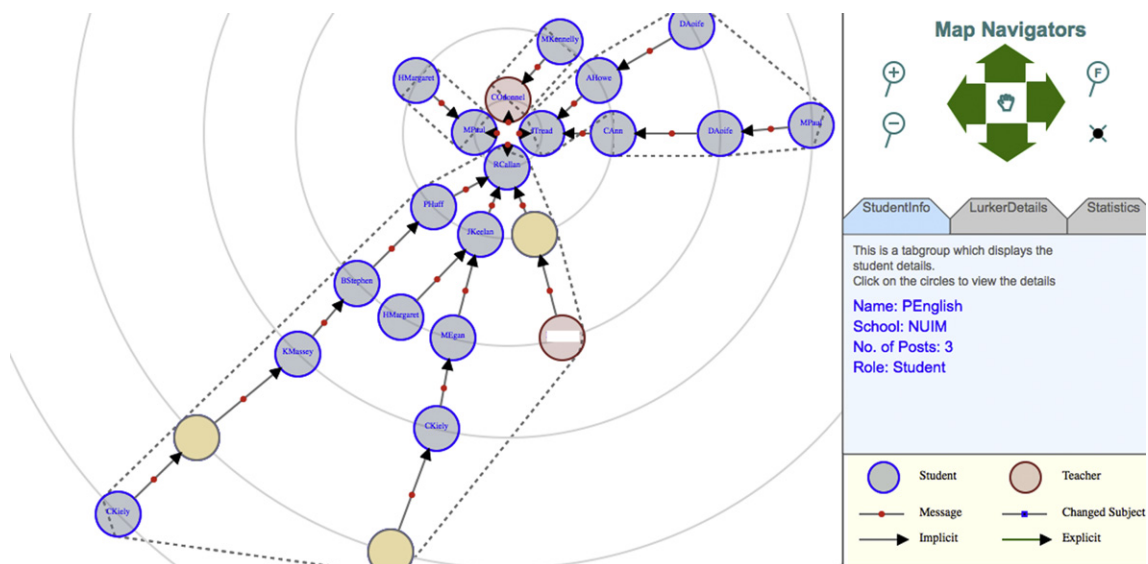 DAoife
MKennelly
HMargaret
AHowe
COdonnel
MPaul
JTread
CAnn
DAoife
MPaul
RCallan
PHuff
JKeelan
BStephen
HMargaret
MEgan
KMassey
CKiely
CKiely
Map Navigators
F
StudentInfo
LurkerDetails
Statistics
This is a tabgroup which displays the
student details.
Click on the circles to view the details
Name: PEnglish
School: NUIM
No. of Posts: 3
Role: Student
Student
Teacher
Message
Changed Subject
Implicit
Explicit